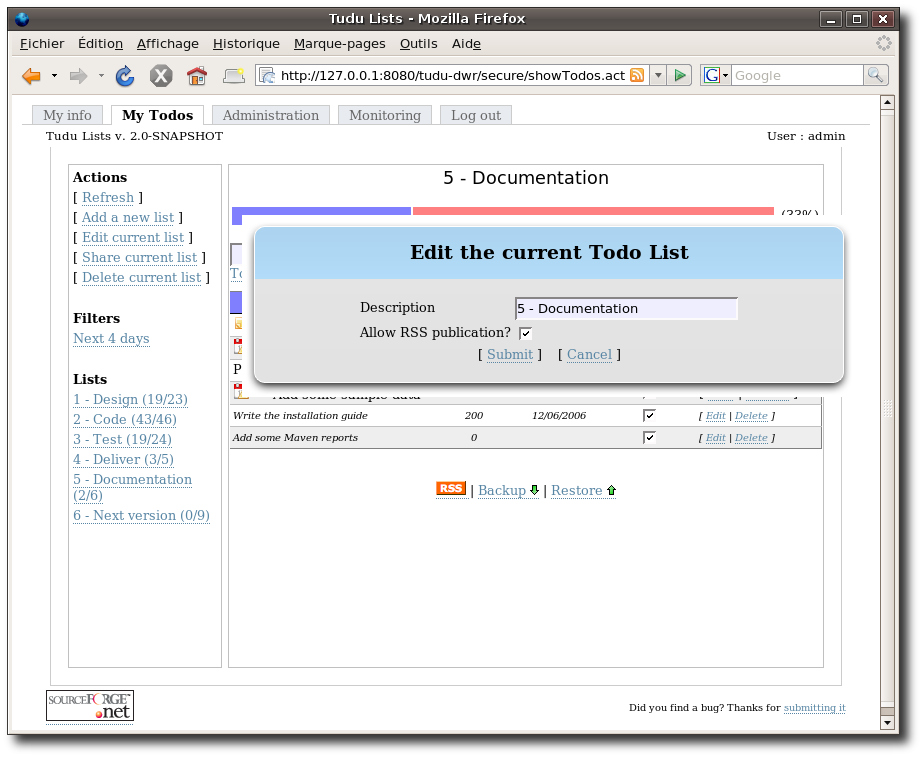 Tudu Lists - Mozilla Firefox
Fichier Édition Affichage Historique Marque-pages Outils Aide
http://127.0.0.1:8080/tudu-dwr/secure/showTodos.act
G Google
My info My Todos Administration Monitoring Log out
Tudu Lists v. 2.0-SNAPSHOT User : admin
Actions
[ Refresh ]
[ Add a new list ]
[ Edit current list ]
[ Share current list ]
[ Delete current list ]
Filters
Next 4 days
Lists
1 - Design (19/23)
2 - Code (43/46)
3 - Test (19/24)
4 - Deliver (3/5)
5 - Documentation
(2/6)
6 - Next version (0/9)
5 - Documentation
(33%)
Edit the current Todo List
Description 5 - Documentation
Allow RSS publication?
[ Submit ] [ Cancel ]
Add some sample data
Write the installation guide 200 12/06/2006 [ Edit | Delete ]
Add some Maven reports 0 [ Edit | Delete ]
RSS | Backup | Restore
SOURCEFORGE
.net
Did you find a bug? Thanks for submitting it